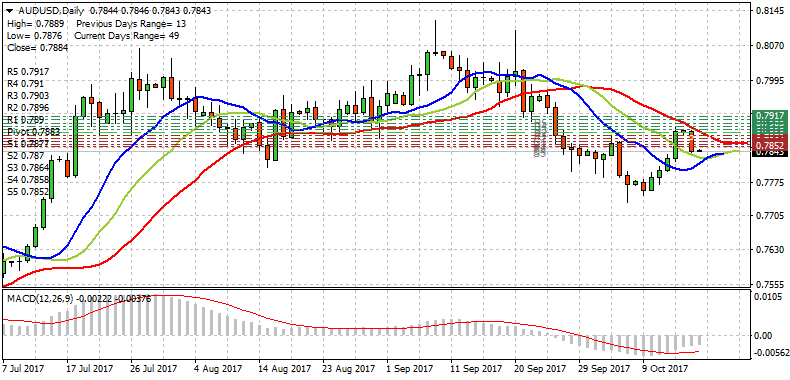 AUDUSD,Daily 0.7844 0.7846 0.7843 0.7843
High= 0.7889 Previous Days Range= 13
Low= 0.7876 Current Days Range= 49
Close= 0.7884
R5 0.7917
R4 0.791
R3 0.7903
R2 0.7896
R1 0.789
Pivot 0.7883
S1 0.7877
S2 0.787
S3 0.7864
S4 0.7858
S5 0.7852
0.8145
0.8070
0.7995
0.7917
0.7852
0.7843
0.7775
0.7705
0.7630
0.7555
MACD(12,26,9) -0.00222 -0.00376
0.0105
0.00
-0.00562
7 Jul 2017 17 Jul 2017 26 Jul 2017 4 Aug 2017 14 Aug 2017 23 Aug 2017 1 Sep 2017 11 Sep 2017 20 Sep 2017 29 Sep 2017 9 Oct 2017